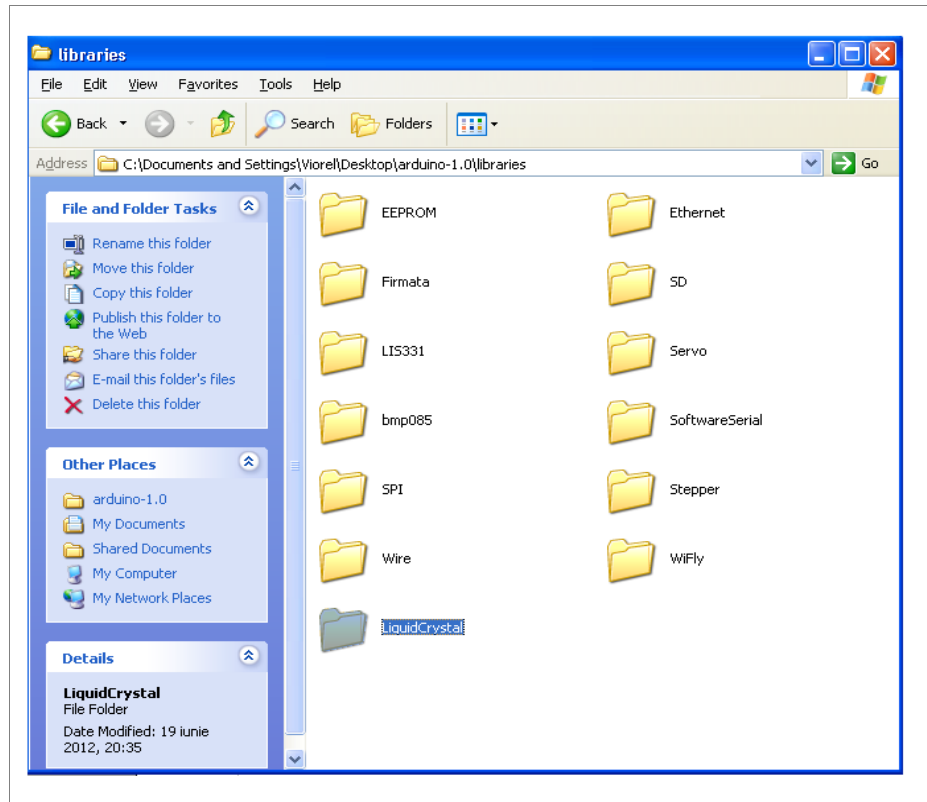 libraries
File Edit View Favorites Tools Help
Back Search Folders
Address C:\Documents and Settings\Viorel\Desktop\arduino-1.0\libraries Go
File and Folder Tasks
Rename this folder
Move this folder
Copy this folder
Publish this folder to
the Web
Share this folder
E-mail this folder's files
Delete this folder
Other Places
arduino-1.0
My Documents
Shared Documents
My Computer
My Network Places
Details
LiquidCrystal
File Folder
Date Modified: 19 iunie
2012, 20:35
EEPROM Ethernet
Firmata SD
LIS331 Servo
bmp085 SoftwareSerial
SPI Stepper
Wire WiFly
LiquidCrystal